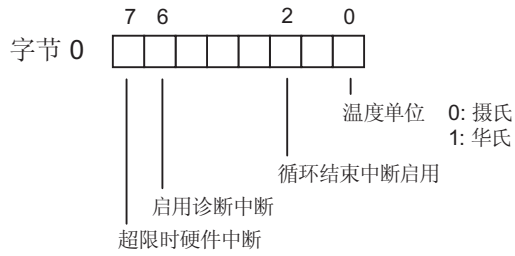 7 6 2 0
字节 0
温度单位 0: 摄氏
1: 华氏
循环结束中断启用
启用诊断中断
超限时硬件中断